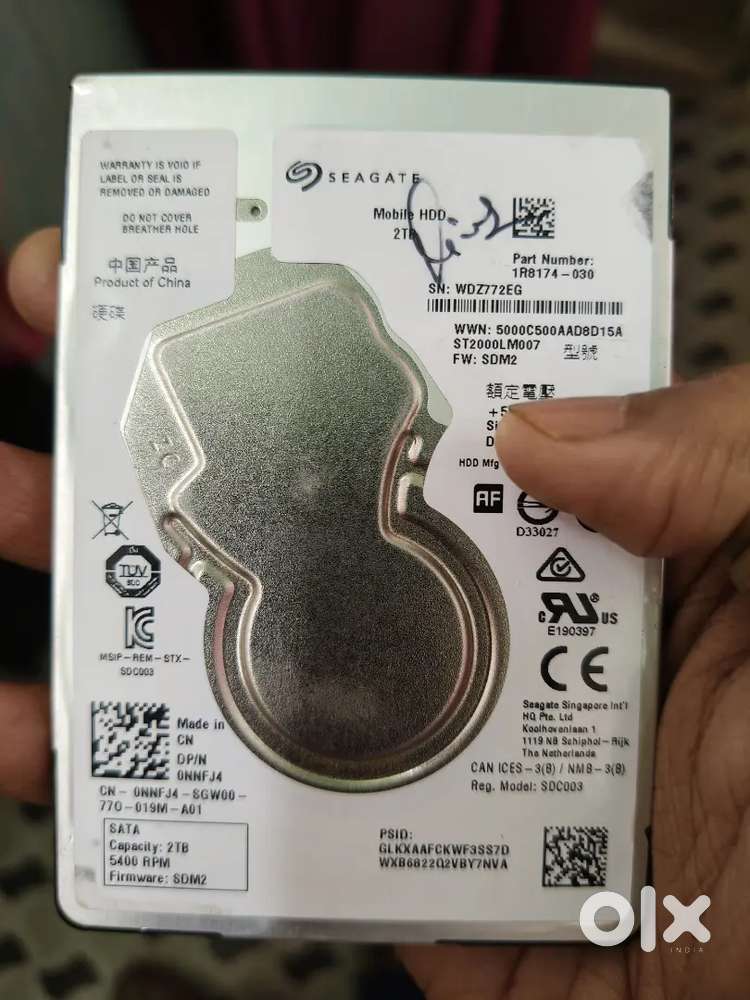 WARRANTY IS VOID IF
LABEL OR SEAL IS
REMOVED OR DAMAGED
DO NOT COVER
BREATHER HOLE
中国产品
Product of China
硬碟
SEAGATE
Mobile HDD
2TB
Part Number:
1R8174-030
SN: WDZ772EG
WWN: 5000C500AAD8D15A
ST2000LM007
型號
FW: SDM2
額定電壓
HDD Mfg
AF
D33027
ZC
TUV
MSIP-REM-STX-
SDC003
US
E190397
CE
Seagate Singapore Int'l
HQ Pte. Ltd
Koolhovenlaan 1
1119 NB Schiphol-Rijk
The Netherlands
CAN ICES-3(B) / NMB-3(B)
Reg. Model: SDC003
Made in
CN
DP/N
0NNFJ4
CN - 0NNFJ4-SGW00-
770-019M-A01
SATA
Capacity: 2TB
5400 RPM
Firmware: SDM2
PSID:
GLKXAAFCKWF3SS7D
WXB6822Q2VBY7NVA
olx
INDIA